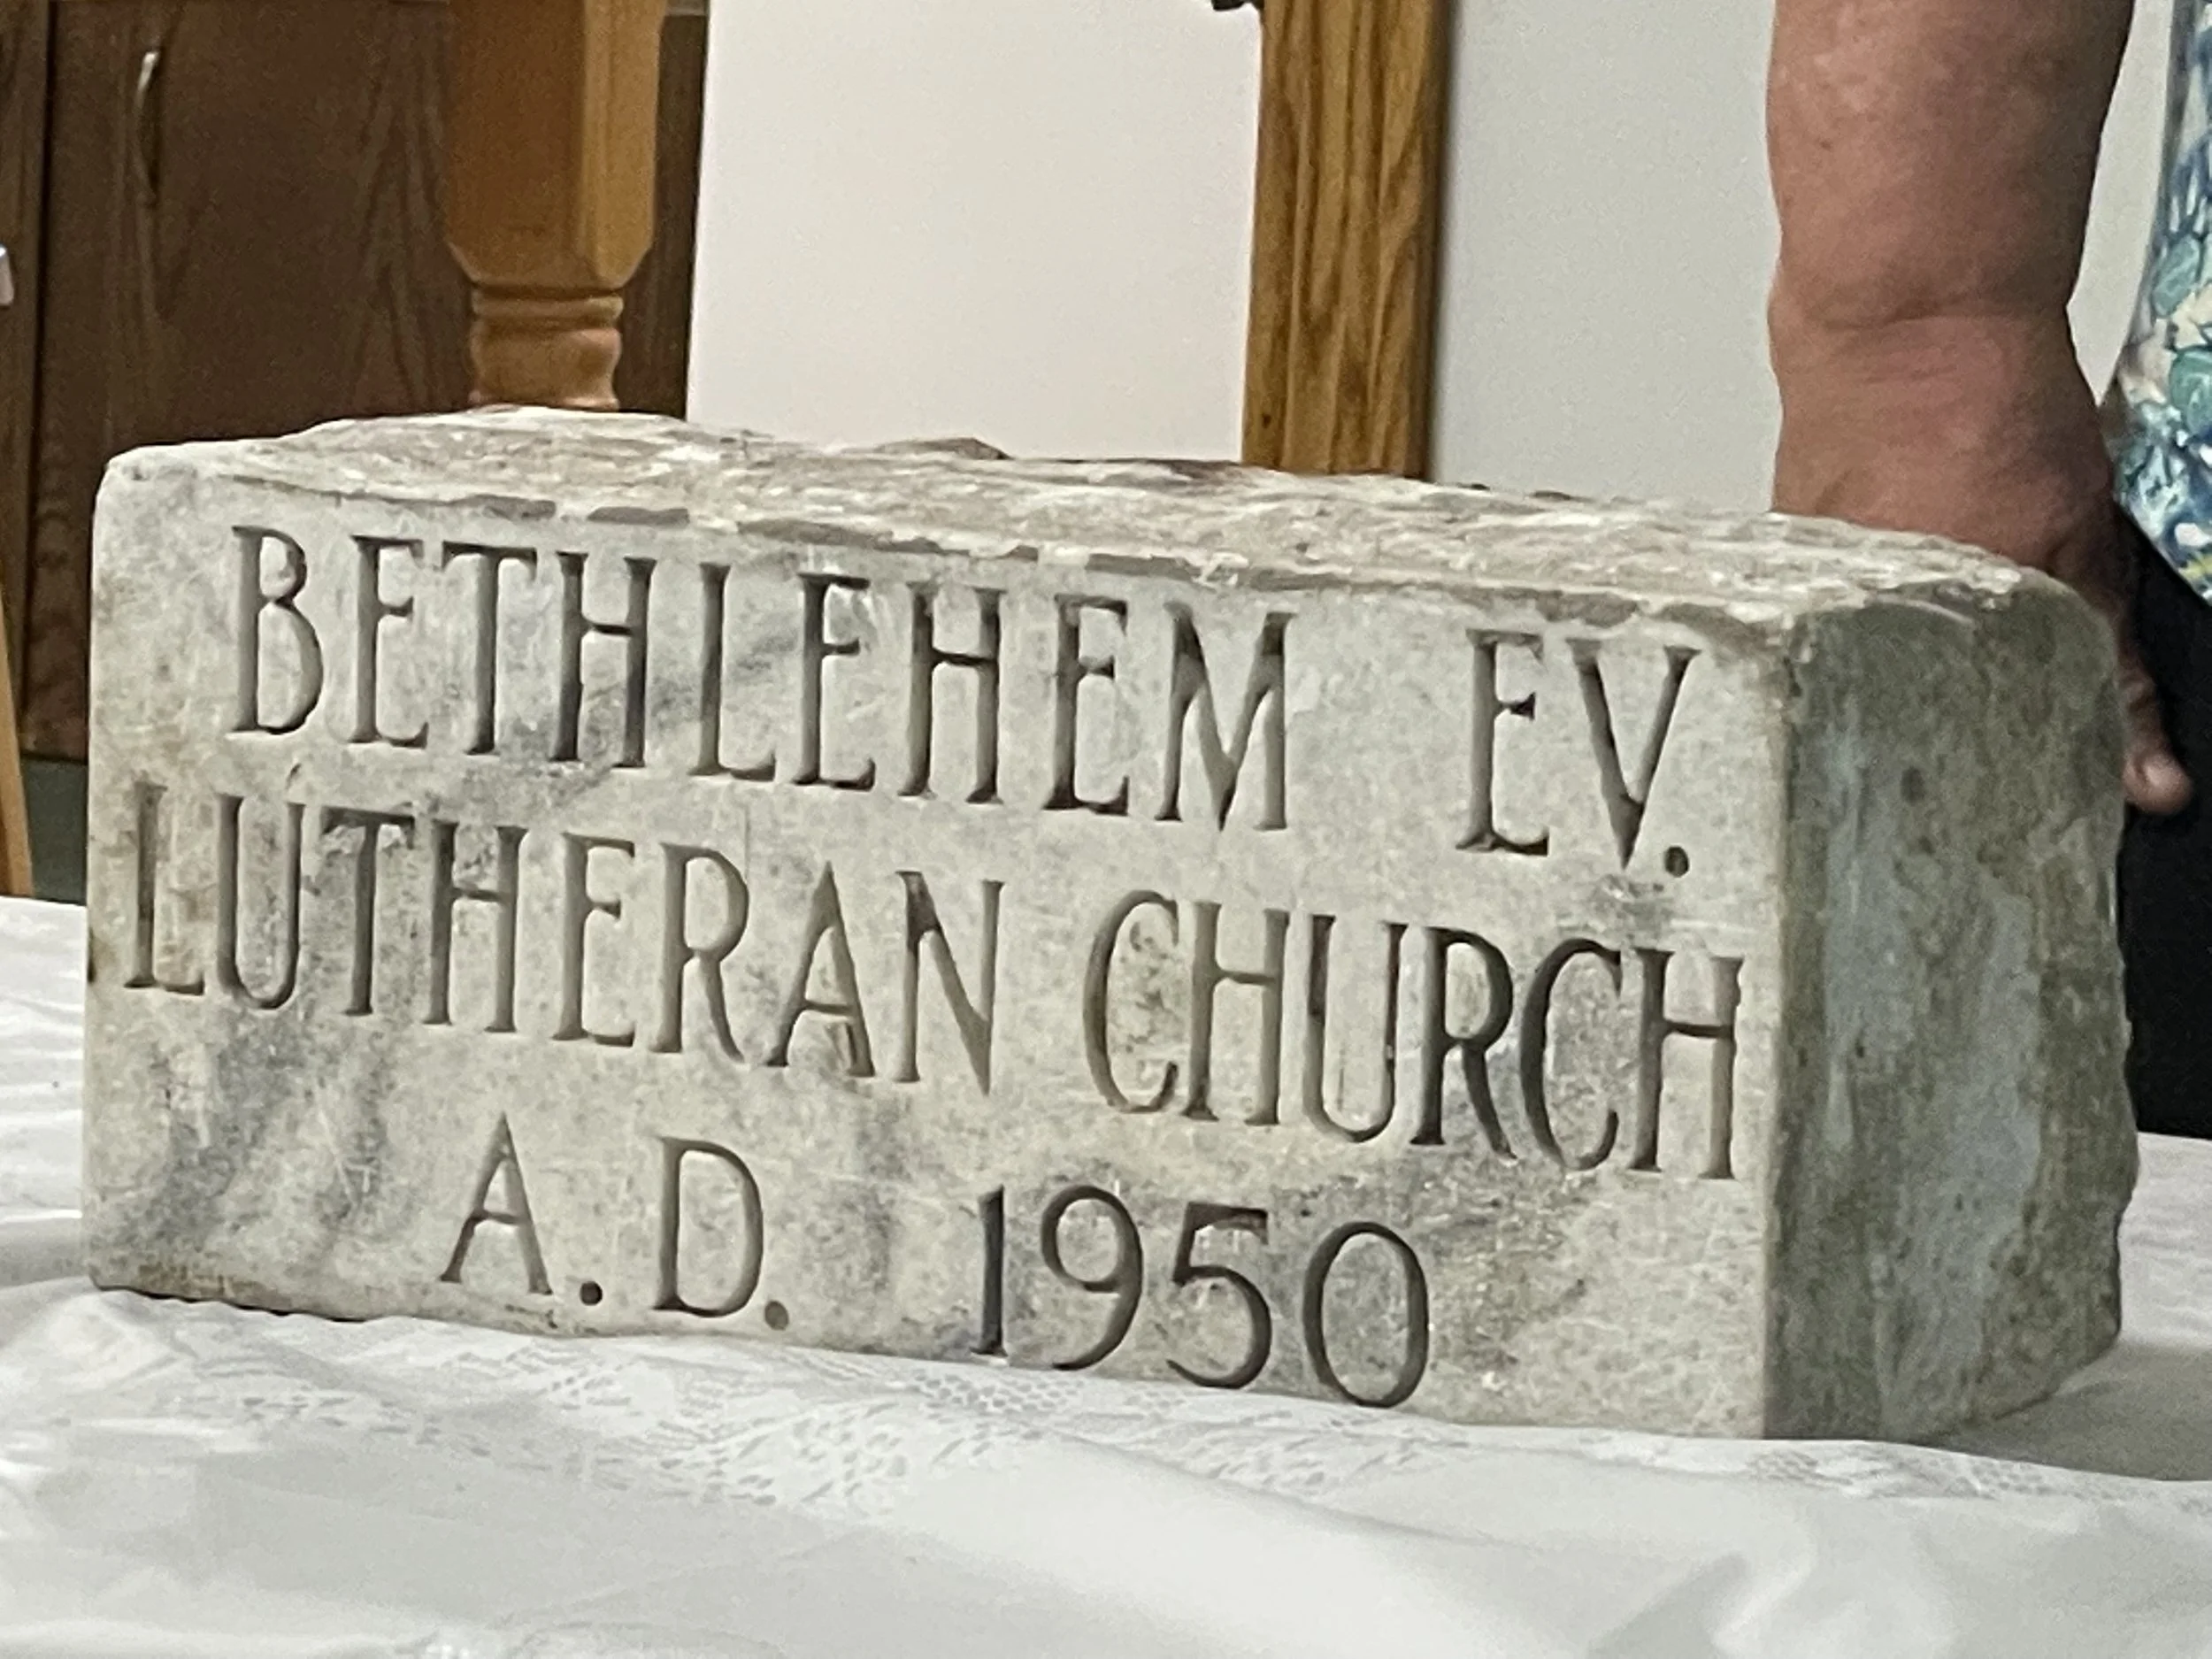 BETHLEHEM EV.
LUTHERAN CHURCH
A.D. 1950